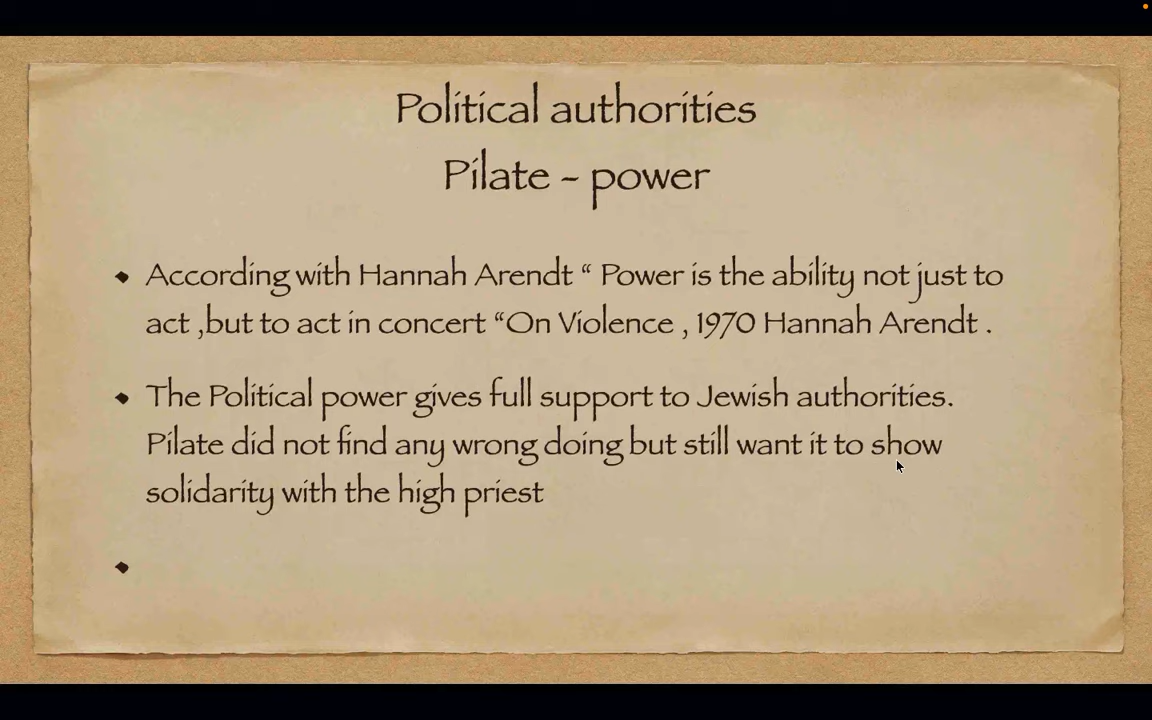 Political authorities
Pilate - power
According with Hannah Arendt “ Power is the ability not just to
act ,but to act in concert “On Violence , 1970 Hannah Arendt .
The Political power gives full support to Jewish authorities.
Pilate did not find any wrong doing but still want it to show
solidarity with the high priest